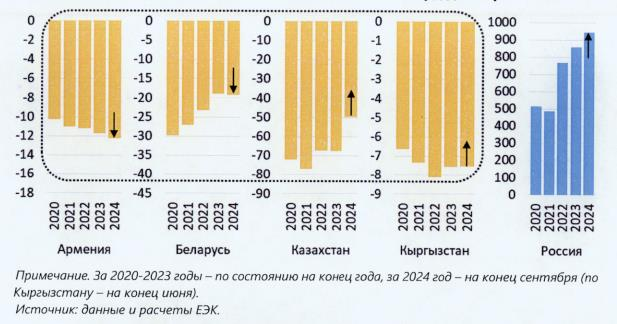 0 0 0 0 1000
-2 -5 -10 -1 900
-4 -10 -20 -2 800
-6 -15 -30 -3 700
-8 -20 -40 -4 600
-10 -25 -50 -5 500
-12 -30 -60 -6 400
-14 -35 -70 -7 300
-16 -40 -80 -8 200
-18 -45 -90 -9 100
0
2020 2021 2022 2023 2024 2020 2021 2022 2023 2024 2020 2021 2022 2023 2024 2020 2021 2022 2023 2024 2020 2021 2022 2023 2024
Армения Беларусь Казахстан Кыргызстан Россия
Примечание. За 2020-2023 годы – по состоянию на конец года, за 2024 год – на конец сентября (по
Кыргызстану – на конец июня).
Источник: данные и расчеты ЕЭК.